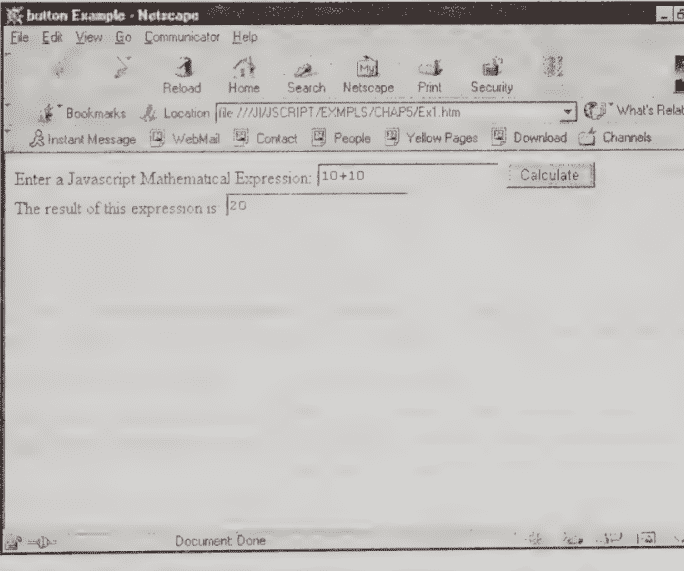 button Example - Netscape
File Edit View Go Communicator Help
Reload Home Search Netscape Print Security
Bookmarks Location file:///J|/JSCRIPT/EXMPLS/CHAP5/Ex1.htm What's Relat
Instant Message WebMail Contact People Yellow Pages Download Channels
Enter a Javascript Mathematical Expression: 10+10 Calculate
The result of this expression is 20
Document: Done